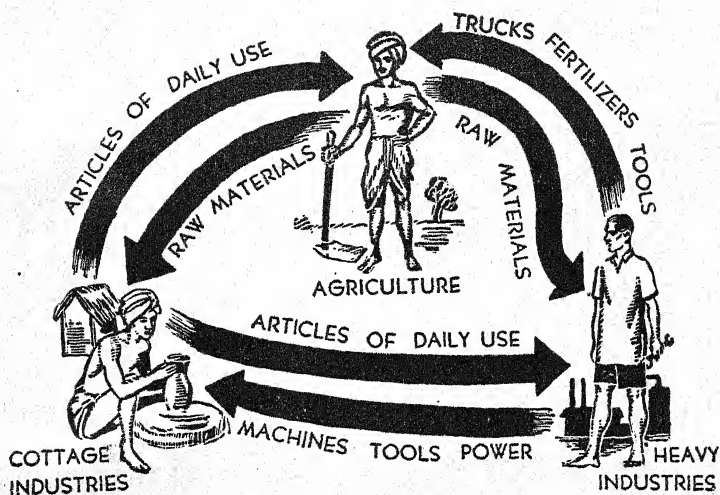 ARTICLES OF DAILY USE
TRUCKS FERTILIZERS TOOLS
RAW MATERIALS
RAW MATERIALS
AGRICULTURE
ARTICLES OF DAILY USE
MACHINES TOOLS POWER
COTTAGE
INDUSTRIES
HEAVY
INDUSTRIES